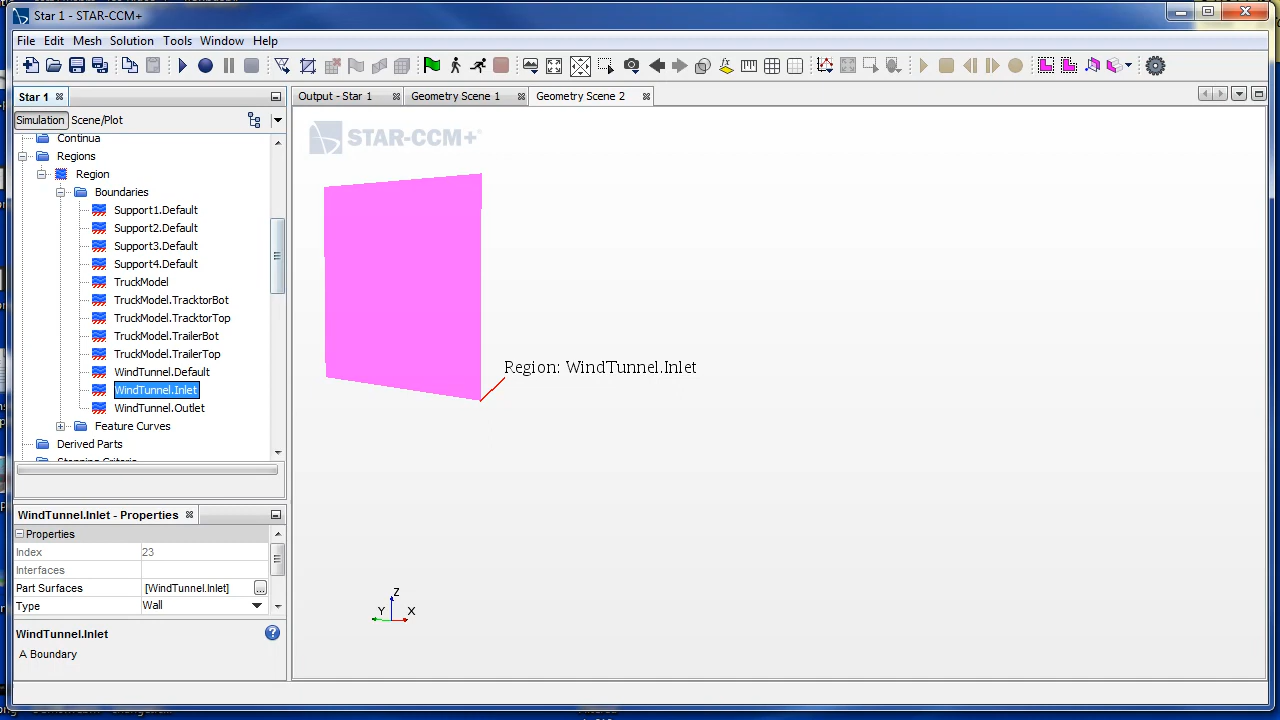 Star 1 - STAR-CCM+
File Edit Mesh Solution Tools Window Help
Star 1
Output - Star 1 Geometry Scene 1 Geometry Scene 2
Simulation Scene/Plot
Continua
Regions
Region
Boundaries
Support1.Default
Support2.Default
Support3.Default
Support4.Default
TruckModel
TruckModel.TracktorBot
TruckModel.TracktorTop
TruckModel.TrailerBot
TruckModel.TrailerTop
WindTunnel.Default
WindTunnel.Inlet
WindTunnel.Outlet
Feature Curves
Derived Parts
Stopping Criteria
STAR-CCM+
Region: WindTunnel.Inlet
Z
Y X
WindTunnel.Inlet - Properties
Properties
Index 23
Interfaces
Part Surfaces [WindTunnel.Inlet] ...
Type Wall
WindTunnel.Inlet
A Boundary